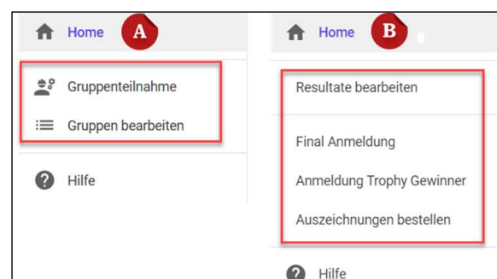 Home A
Gruppenteilnahme
Gruppen bearbeiten
Hilfe
Home B
Resultate bearbeiten
Final Anmeldung
Anmeldung Trophy Gewinner
Auszeichnungen bestellen
Hilfe